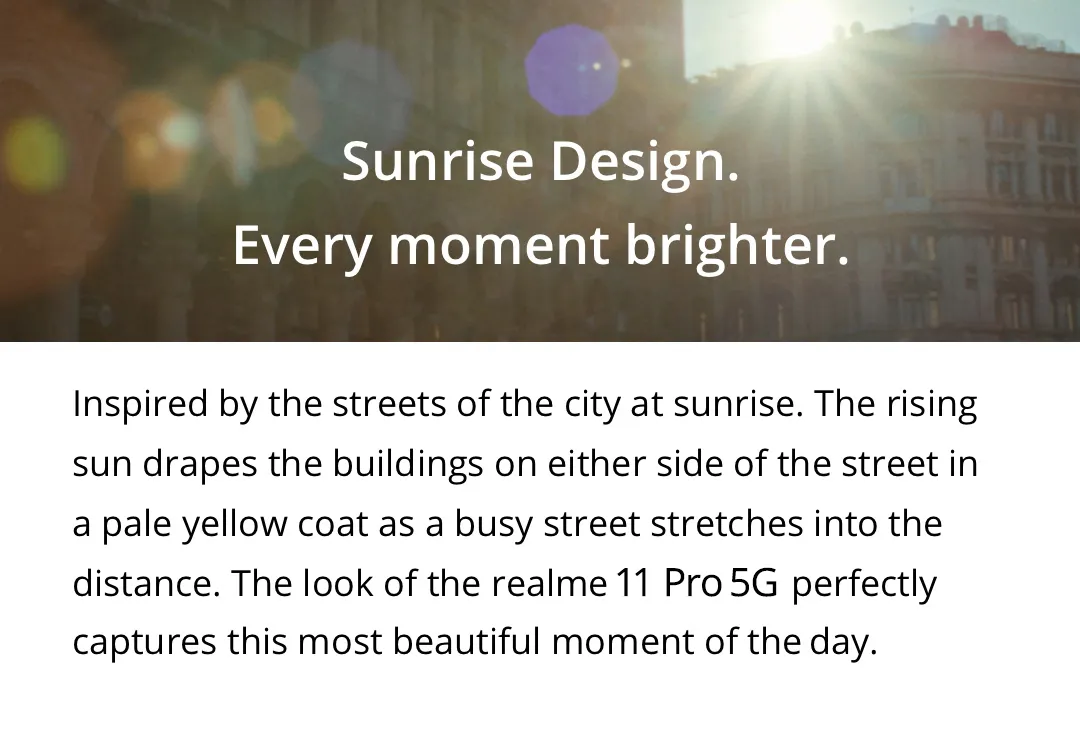 Sunrise Design.
Every moment brighter.
Inspired by the streets of the city at sunrise. The rising
sun drapes the buildings on either side of the street in
a pale yellow coat as a busy street stretches into the
distance. The look of the realme 11 Pro 5G perfectly
captures this most beautiful moment of the day.